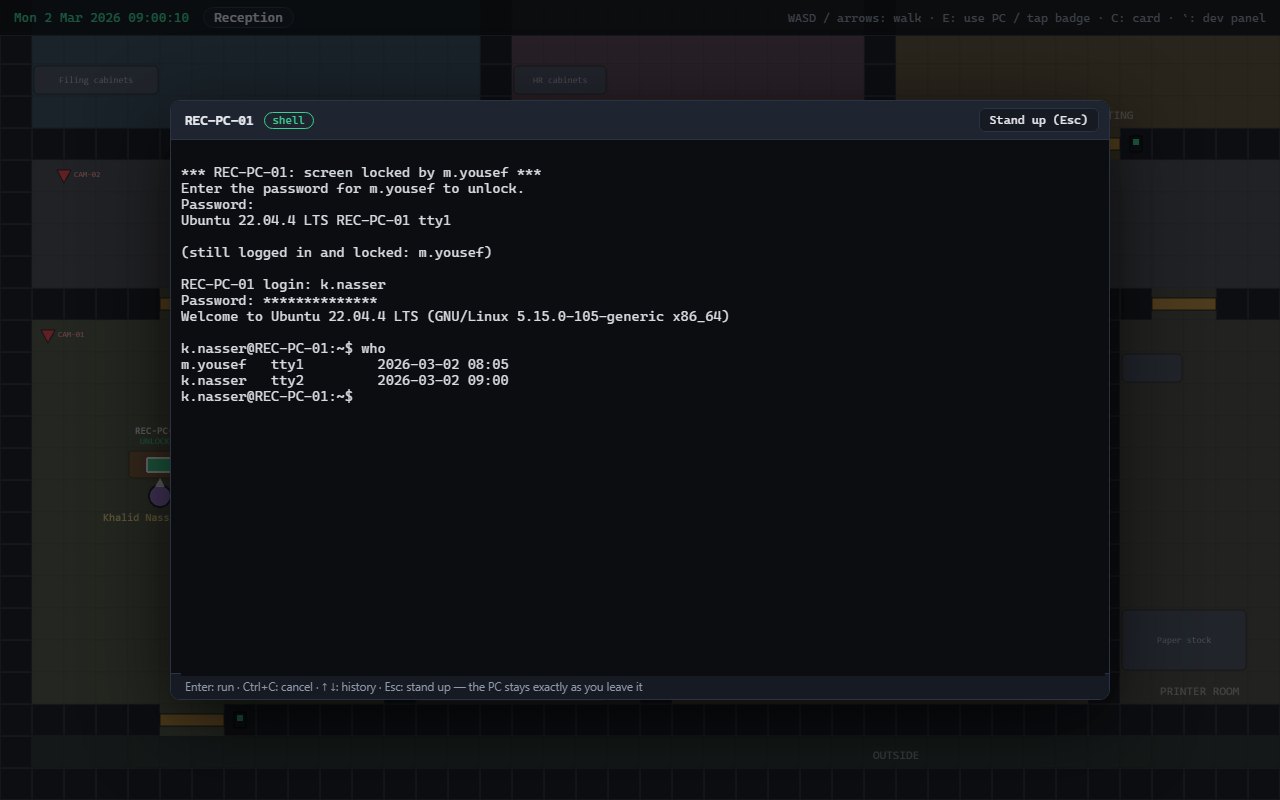 Mon 2 Mar 2026 09:00:10 Reception WASD / arrows: walk · E: use PC / tap badge · C: card · `: dev panel
Filing cabinets
HR cabinets
TING
REC-PC-01 shell Stand up (Esc)
CAM-02
*** REC-PC-01: screen locked by m.yousef ***
Enter the password for m.yousef to unlock.
Password:
Ubuntu 22.04.4 LTS REC-PC-01 tty1
(still logged in and locked: m.yousef)
REC-PC-01 login: k.nasser
Password: **************
Welcome to Ubuntu 22.04.4 LTS (GNU/Linux 5.15.0-105-generic x86_64)
CAM-01
k.nasser@REC-PC-01:~$ who
m.yousef tty1 2026-03-02 08:05
k.nasser tty2 2026-03-02 09:00
k.nasser@REC-PC-01:~$
REC-PC-
UNLOCK
Khalid Nass
Paper stock
Enter: run · Ctrl+C: cancel · ↑ ↓: history · Esc: stand up — the PC stays exactly as you leave it
PRINTER ROOM
OUTSIDE